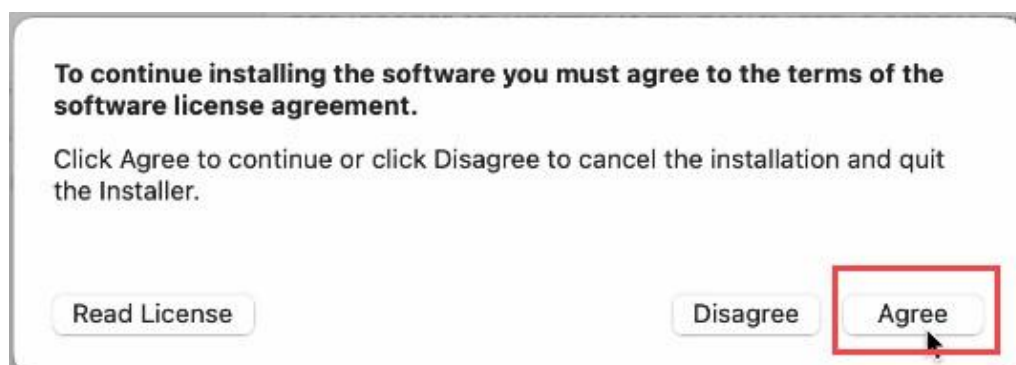 To continue installing the software you must agree to the terms of the
software license agreement.
Click Agree to continue or click Disagree to cancel the installation and quit
the Installer.
Read License
Disagree
Agree